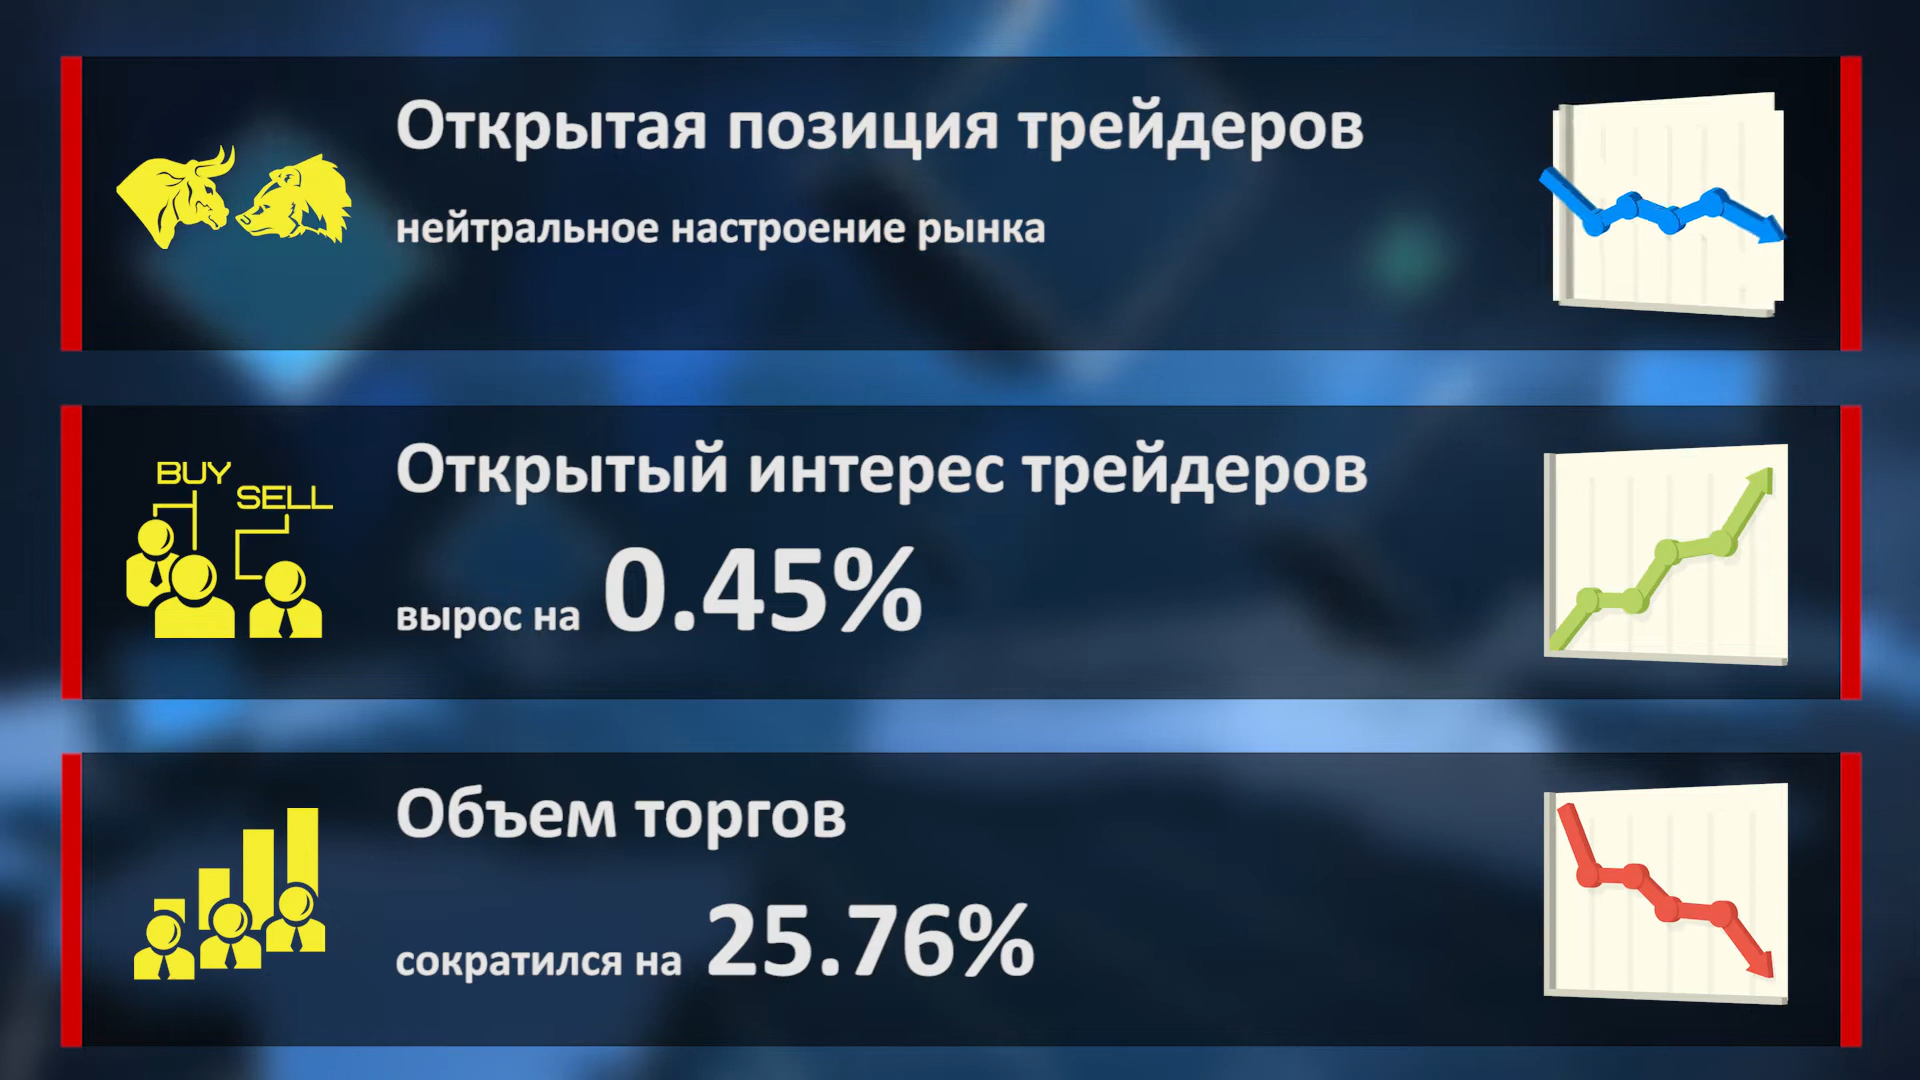 Открытая позиция трейдеров
нейтральное настроение рынка
BUY
SELL
Открытый интерес трейдеров
вырос на 0.45%
Объем торгов
сократился на 25.76%